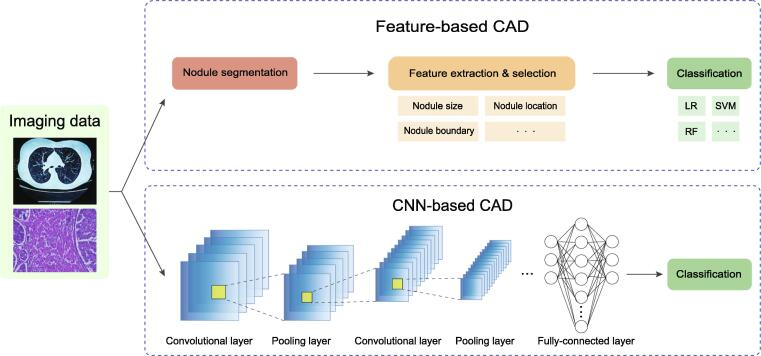 Feature-based CAD
Nodule segmentation
Feature extraction & selection
Classification
Nodule size
Nodule location
LR
SVM
Nodule boundary
· · ·
RF
· · ·
Imaging data
CNN-based CAD
...
Classification
Convolutional layer
Pooling layer
Convolutional layer
Pooling layer
Fully-connected layer